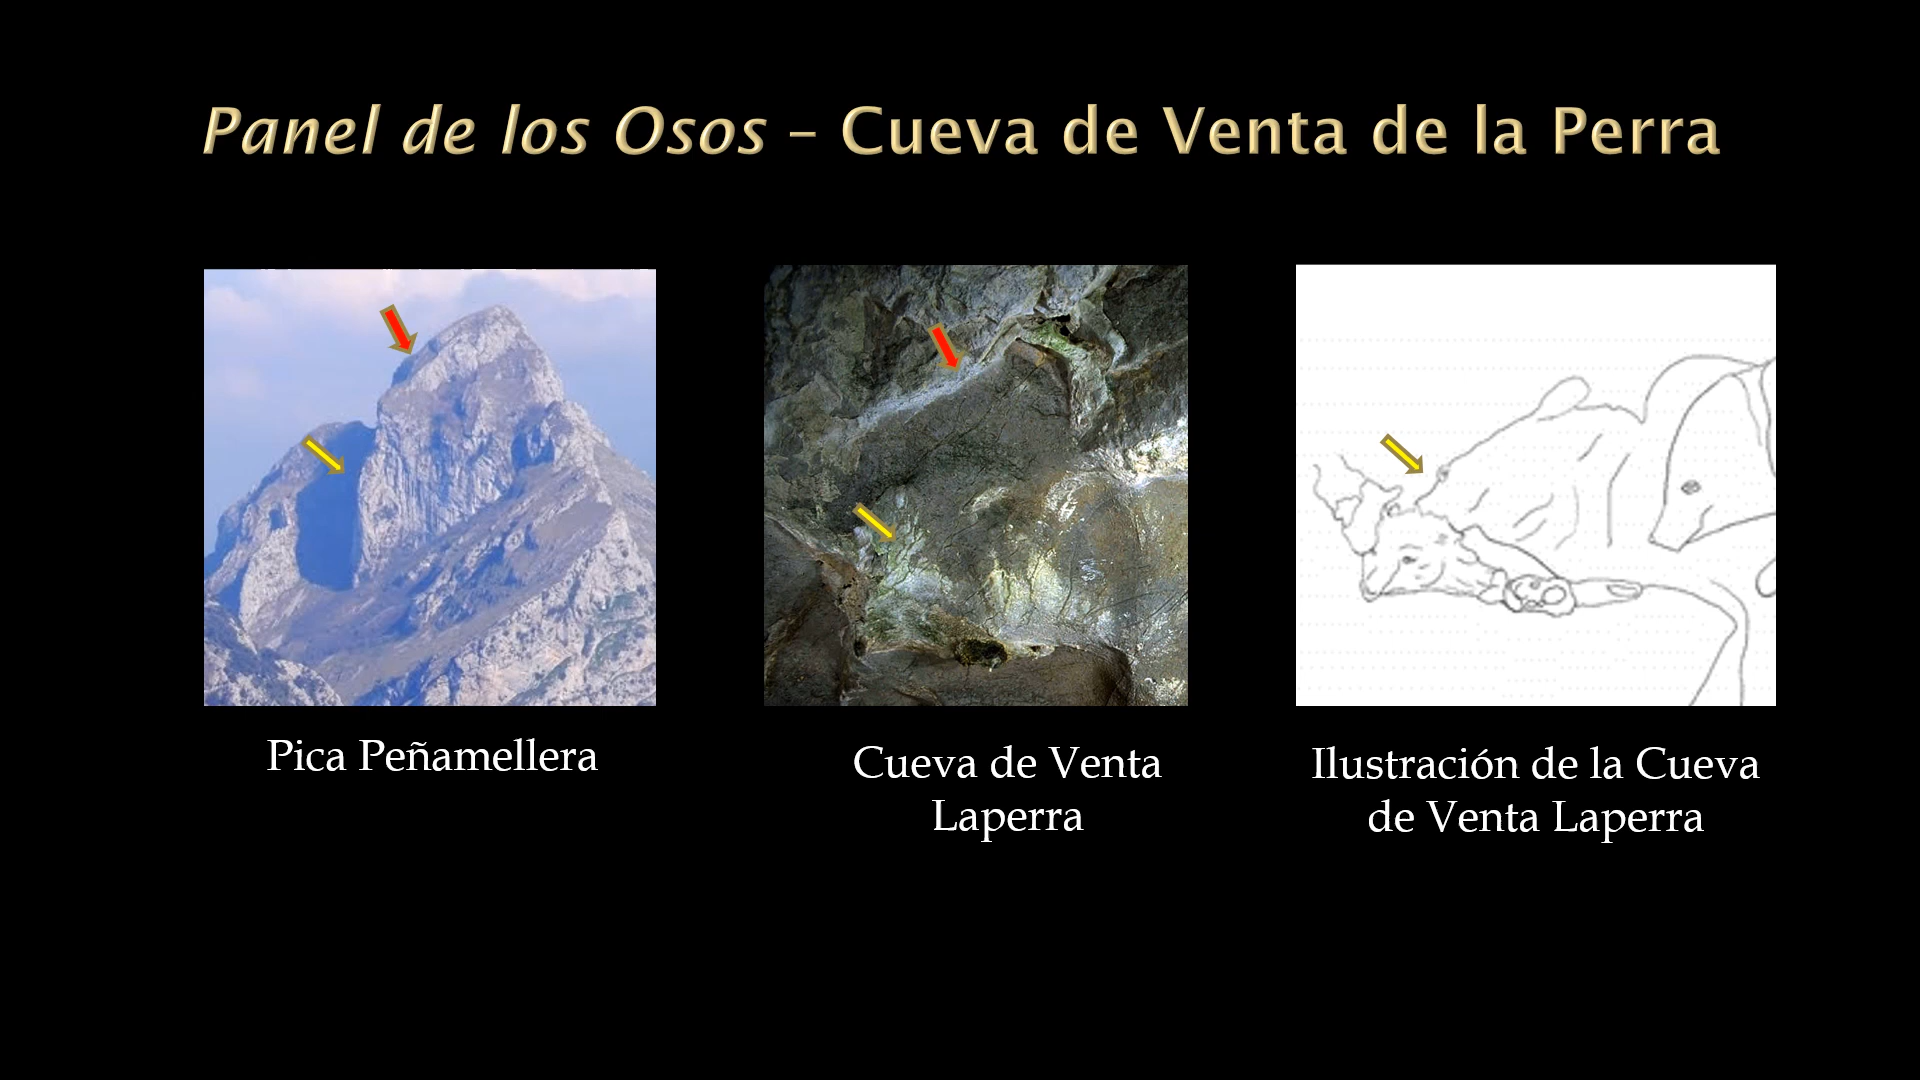 Panel de los Osos – Cueva de Venta de la Perra
Pica Peñamellera
Cueva de Venta
Laperra
Ilustración de la Cueva
de Venta Laperra